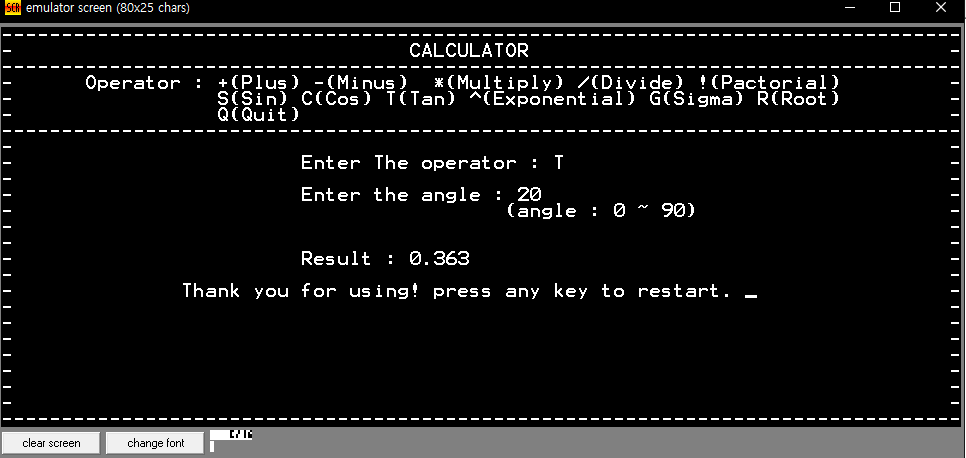 emulator screen (80x25 chars)
CALCULATOR
Operator : +(Plus) -(Minus)  *(Multiply) /(Divide) !(Pactorial)
S(Sin) C(Cos) T(Tan) ^(Exponential) G(Sigma) R(Root)
Q(Quit)
Enter The operator : T
Enter the angle : 20
(angle : 0 ~ 90)
Result : 0.363
Thank you for using! press any key to restart. _
clear screen
change font